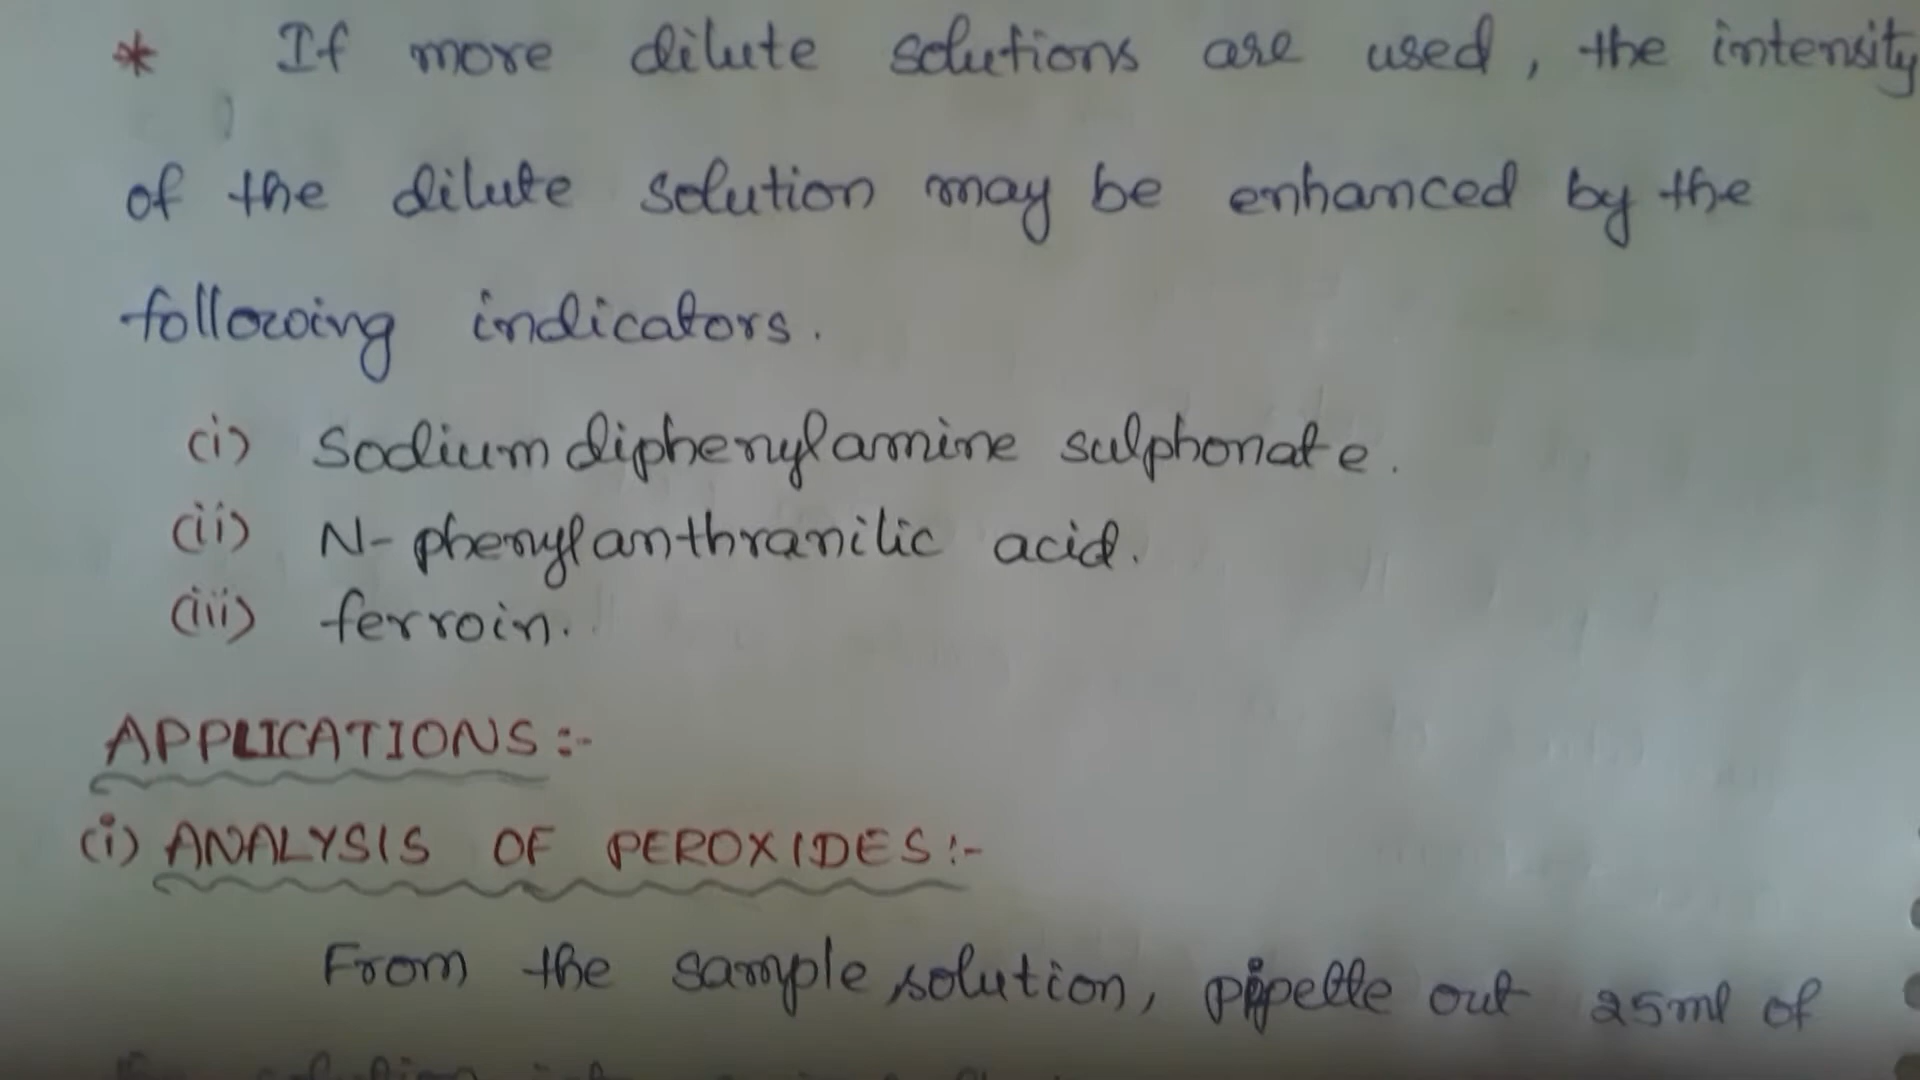 * If more dilute solutions are used, the intensity
of the dilute solution may be enhanced by the
following indicators.
(i) Sodium diphenylamine sulphonate.
(ii) N-phenylanthranilic acid.
(iii) ferroin.
APPLICATIONS:-
(i) ANALYSIS OF PEROXIDES:-
From the sample solution, pipette out 25ml of